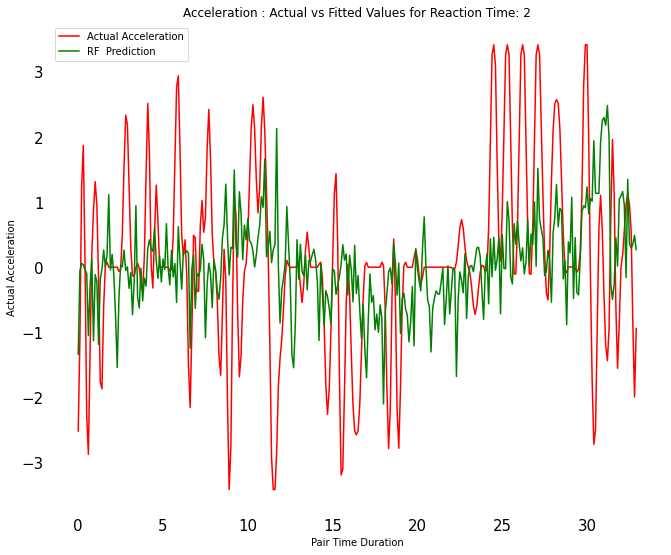 Acceleration : Actual vs Fitted Values for Reaction Time: 2
Actual Acceleration
RF Prediction
3
2
1
0
−1
−2
−3
Actual Acceleration
0 5 10 15 20 25 30
Pair Time Duration